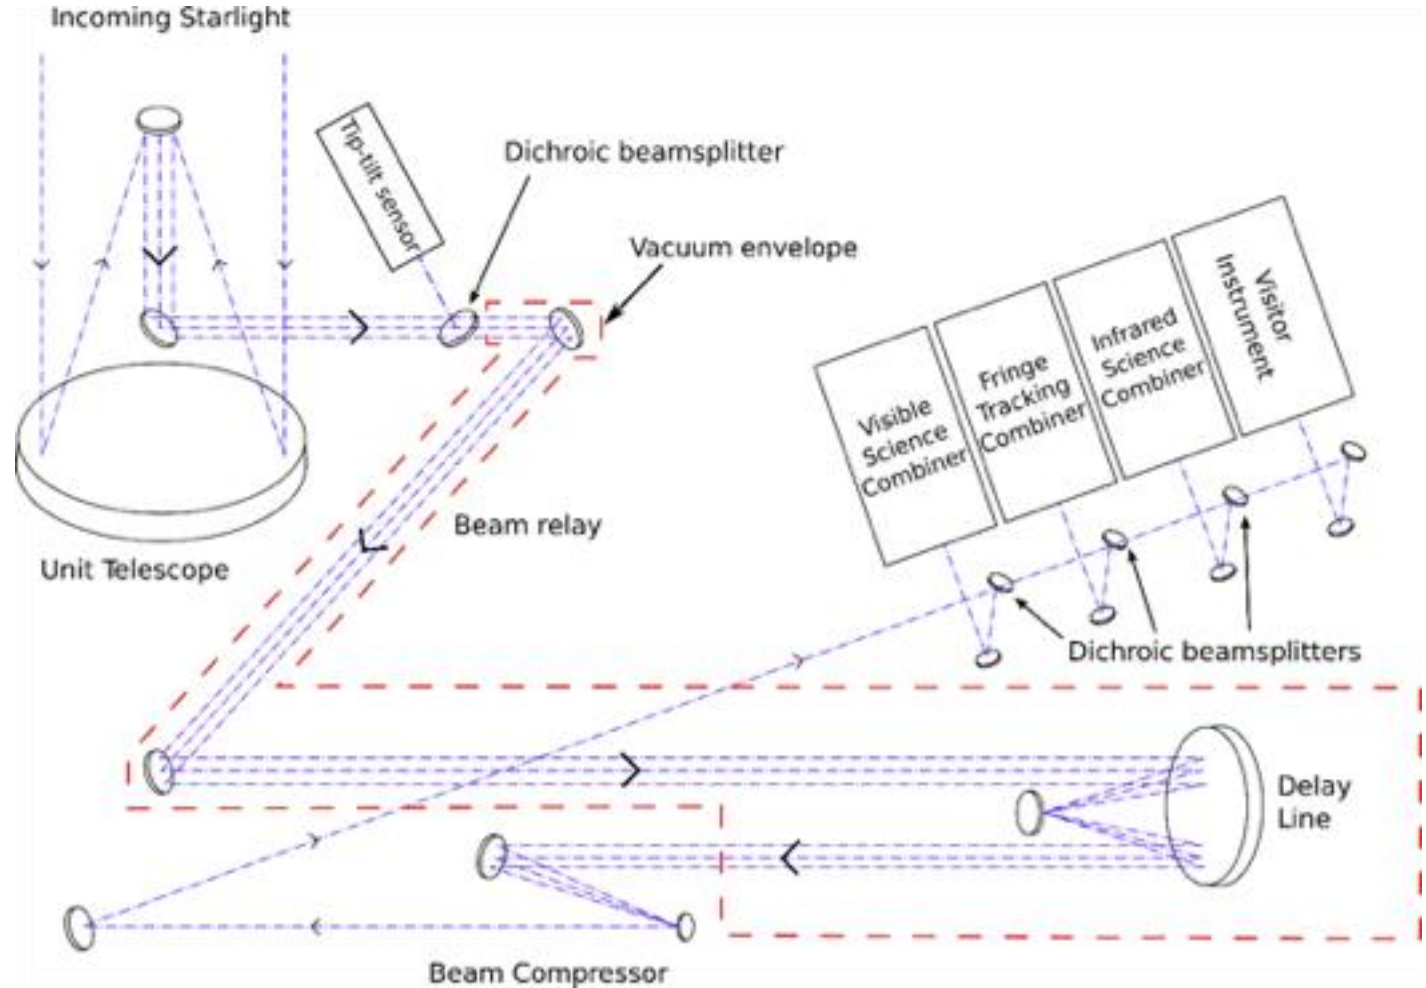 Incoming Starlight
Tip-tilt sensor
Dichroic beamsplitter
Vacuum envelope
Visitor
Instrument
Infrared
Science
Combiner
Fringe
Tracking
Combiner
Visible
Science
Combiner
Beam relay
Unit Telescope
Dichroic beamsplitters
Delay
Line
Beam Compressor